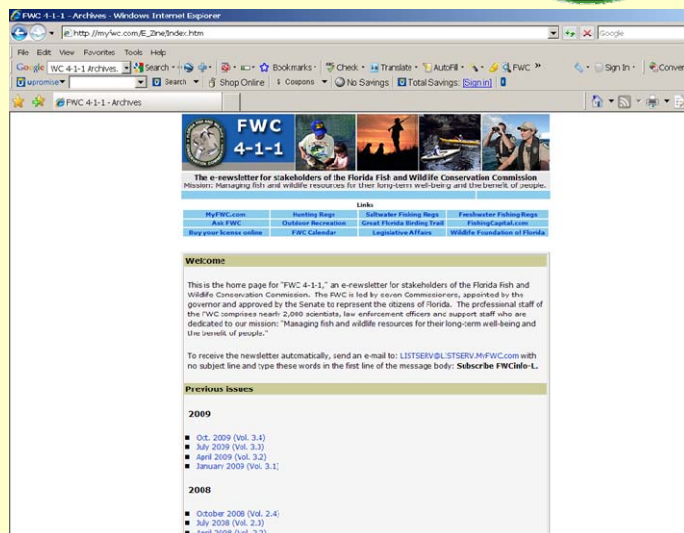 FWC 4-1-1 - Archives - Windows Internet Explorer
http://myfwc.com/E_Zine/Index.htm
Google
File Edit View Favorites Tools Help
Google WC 4-1-1 Archives. Search Bookmarks Check Translate AutoFill FWC » Sign In Conver
upromise Search Shop Online Coupons No Savings Total Savings: [Sign in]
FWC 4-1-1 - Archives
FWC
4-1-1
The e-newsletter for stakeholders of the Florida Fish and Wildlife Conservation Commission
Mission: Managing fish and wildlife resources for their long-term well-being and the benefit of people.
Links
MyFWC.com Hunting Regs Saltwater Fishing Regs Freshwater Fishing Regs
Ask FWC Outdoor Recreation Great Florida Birding Trail FishingCapital.com
Buy your license online FWC Calendar Legislative Affairs Wildlife Foundation of Florida
Welcome
This is the home page for "FWC 4-1-1," an e-newsletter for stakeholders of the Florida Fish and
Wildlife Conservation Commission. The FWC is led by seven Commissioners, appointed by the
governor and approved by the Senate to represent the citizens of Florida. The professional staff of
the FWC comprises nearly 2,000 scientists, law enforcement officers and support staff who are
dedicated to our mission: "Managing fish and wildlife resources for their long-term well-being and
the benefit of people."
To receive the newsletter automatically, send an e-mail to: LISTSERV@LISTSERV.MyFWC.com with
no subject line and type these words in the first line of the message body: Subscribe FWCinfo-L.
Previous issues
2009
Oct. 2009 (Vol. 3.4)
July 2009 (Vol. 3.3)
April 2009 (Vol. 3.2)
January 2009 (Vol. 3.1)
2008
October 2008 (Vol. 2.4)
July 2008 (Vol. 2.3)
April 2008 (Vol. 2.2)